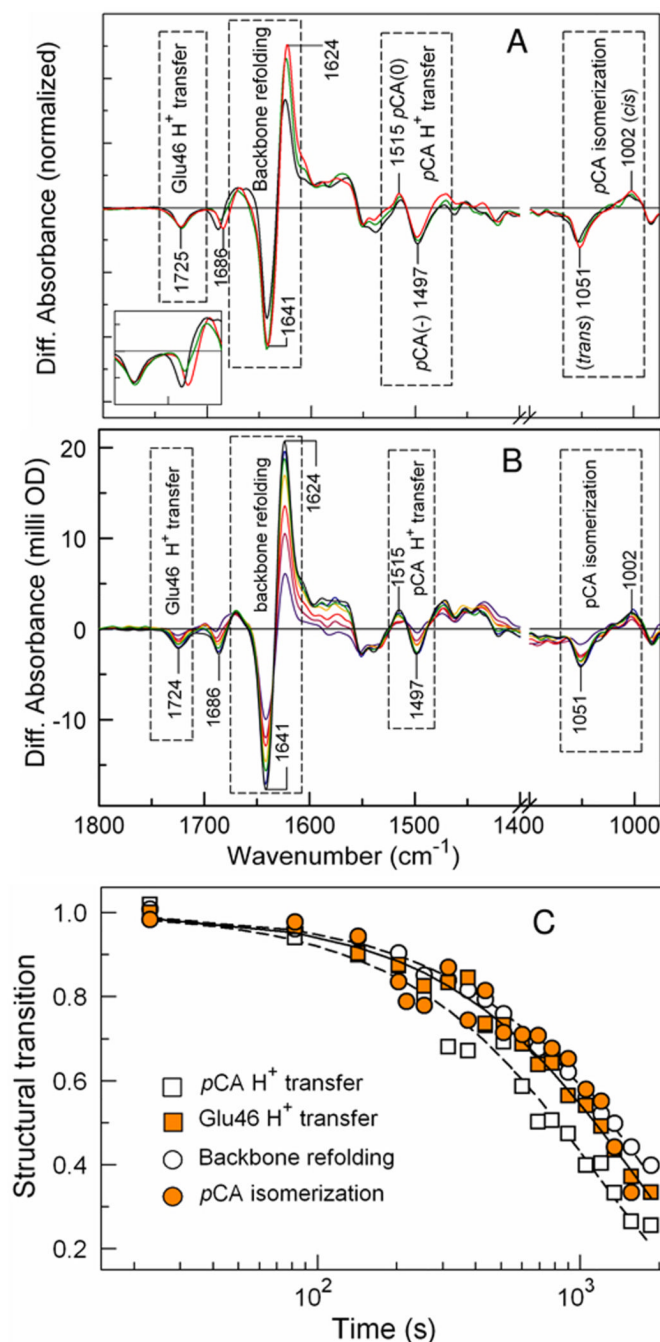 A
Diff. Absorbance (normalized)
Glu46 H+ transfer
Backbone refolding
1624
1515 pCA(0)
pCA H+ transfer
pCA isomerization
1002 (cis)
1725
1686
1641
pCA(-) 1497
(trans) 1051
B
Diff. Absorbance (milli OD)
20
10
0
-10
Glu46 H+ transfer
backbone refolding
1624
1515
pCA H+ transfer
pCA isomerization
1002
1724
1686
1641
1497
1051
1800 1700 1600 1500 1400 1000
Wavenumber (cm-1)
C
Structural transition
1.0
0.8
0.6
0.4
0.2
pCA H+ transfer
Glu46 H+ transfer
Backbone refolding
pCA isomerization
10² 10³
Time (s)